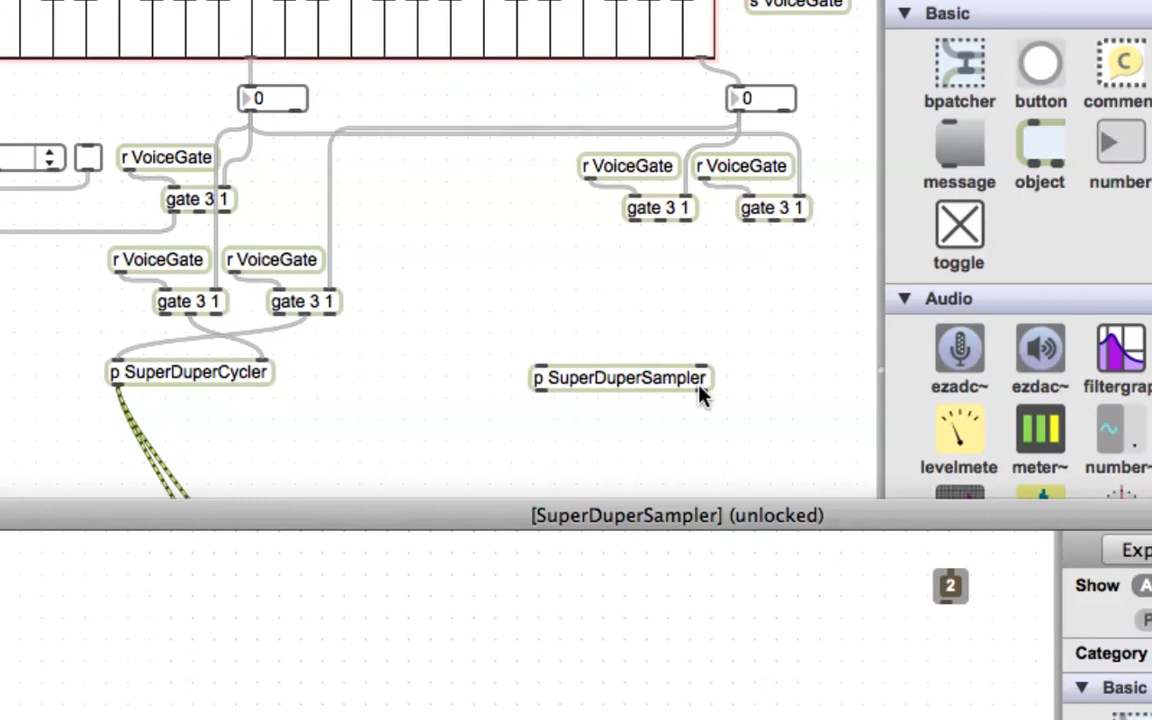 s VoiceGate
Basic
0
0
bpatcher
button
commen
r VoiceGate
r VoiceGate
r VoiceGate
gate 3 1
gate 3 1
gate 3 1
message
object
number
toggle
r VoiceGate
r VoiceGate
gate 3 1
gate 3 1
Audio
p SuperDuperCycler
p SuperDuperSampler
ezadc~
ezdac~
filtergrap
levelmete
meter~
number~
[SuperDuperSampler] (unlocked)
Exp
2
Show
A
P
Category
Basic